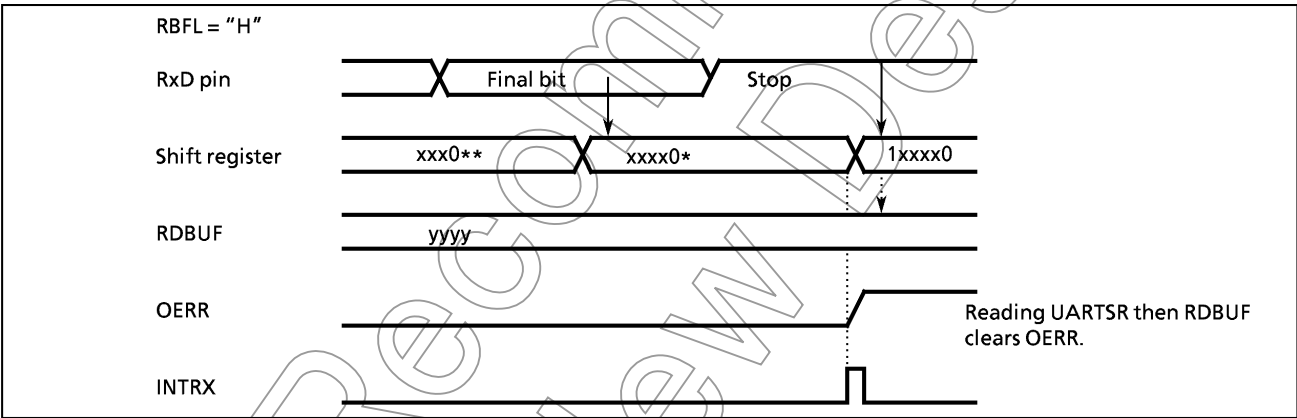 RBFL = “H”
RxD pin Final bit Stop
Shift register xxx0** xxxx0* 1xxxx0
RDBUF yyyy
OERR Reading UARTSR then RDBUF
clears OERR.
INTRX